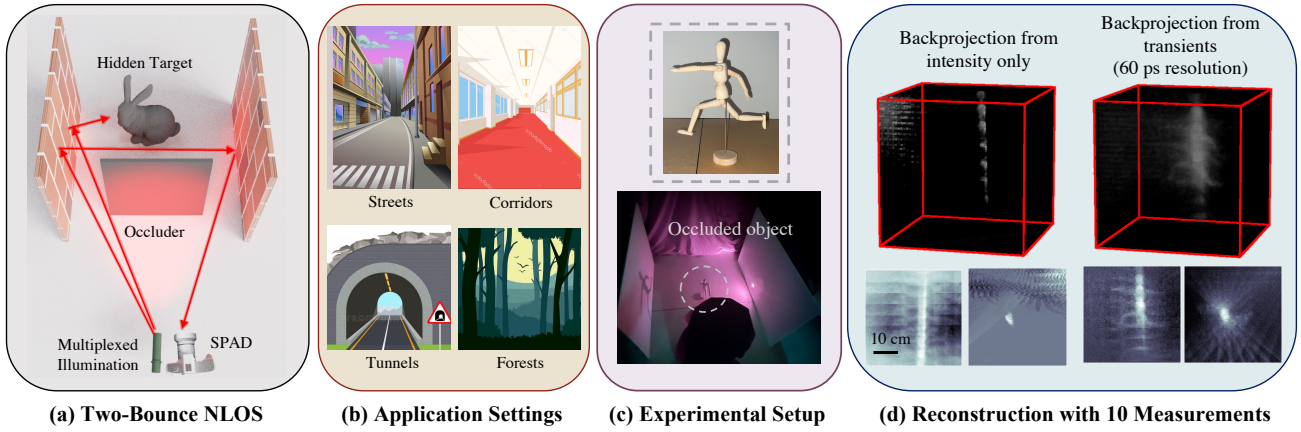 Hidden Target
Occluder
Multiplexed
Illumination
SPAD
(a) Two-Bounce NLOS
Streets
Corridors
Tunnels
Forests
(b) Application Settings
Occluded object
(c) Experimental Setup
Backprojection from
intensity only
Backprojection from
transients
(60 ps resolution)
10 cm
(d) Reconstruction with 10 Measurements